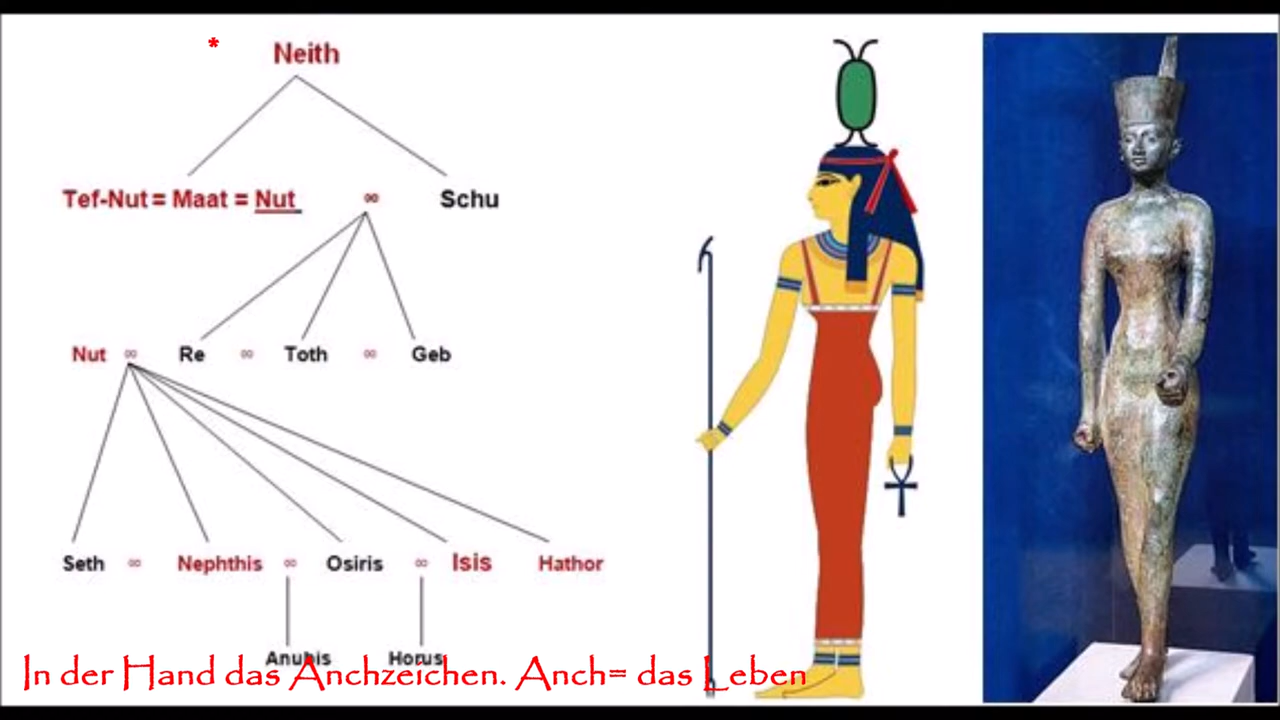 * Neith
Tef-Nut = Maat = Nut ∞ Schu
Nut ∞ Re ∞ Toth ∞ Geb
Seth ∞ Nephthis ∞ Osiris ∞ Isis Hathor
Anubis Horus
In der Hand das Anchzeichen. Anch= das Leben